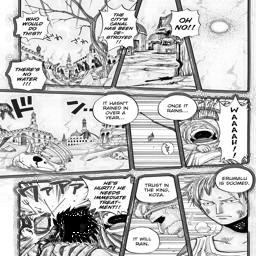 OH
NO!!
THE
CITY'S
CANAL
HAS BEEN
DE-
STROYED
!!
WHO
WOULD
DO
THIS?!
THERE'S
NO WATER
!!!
WAAAAH!
ONCE IT
RAINS...
IT HASN'T
RAINED IN
OVER A
YEAR...
ERUMALU
IS DOOMED.
TRUST IN
THE KING,
KOZA.
IT WILL
RAIN.
HE'S
HURT!! HE
NEEDS
IMMEDIATE
TREAT-
MENT!!